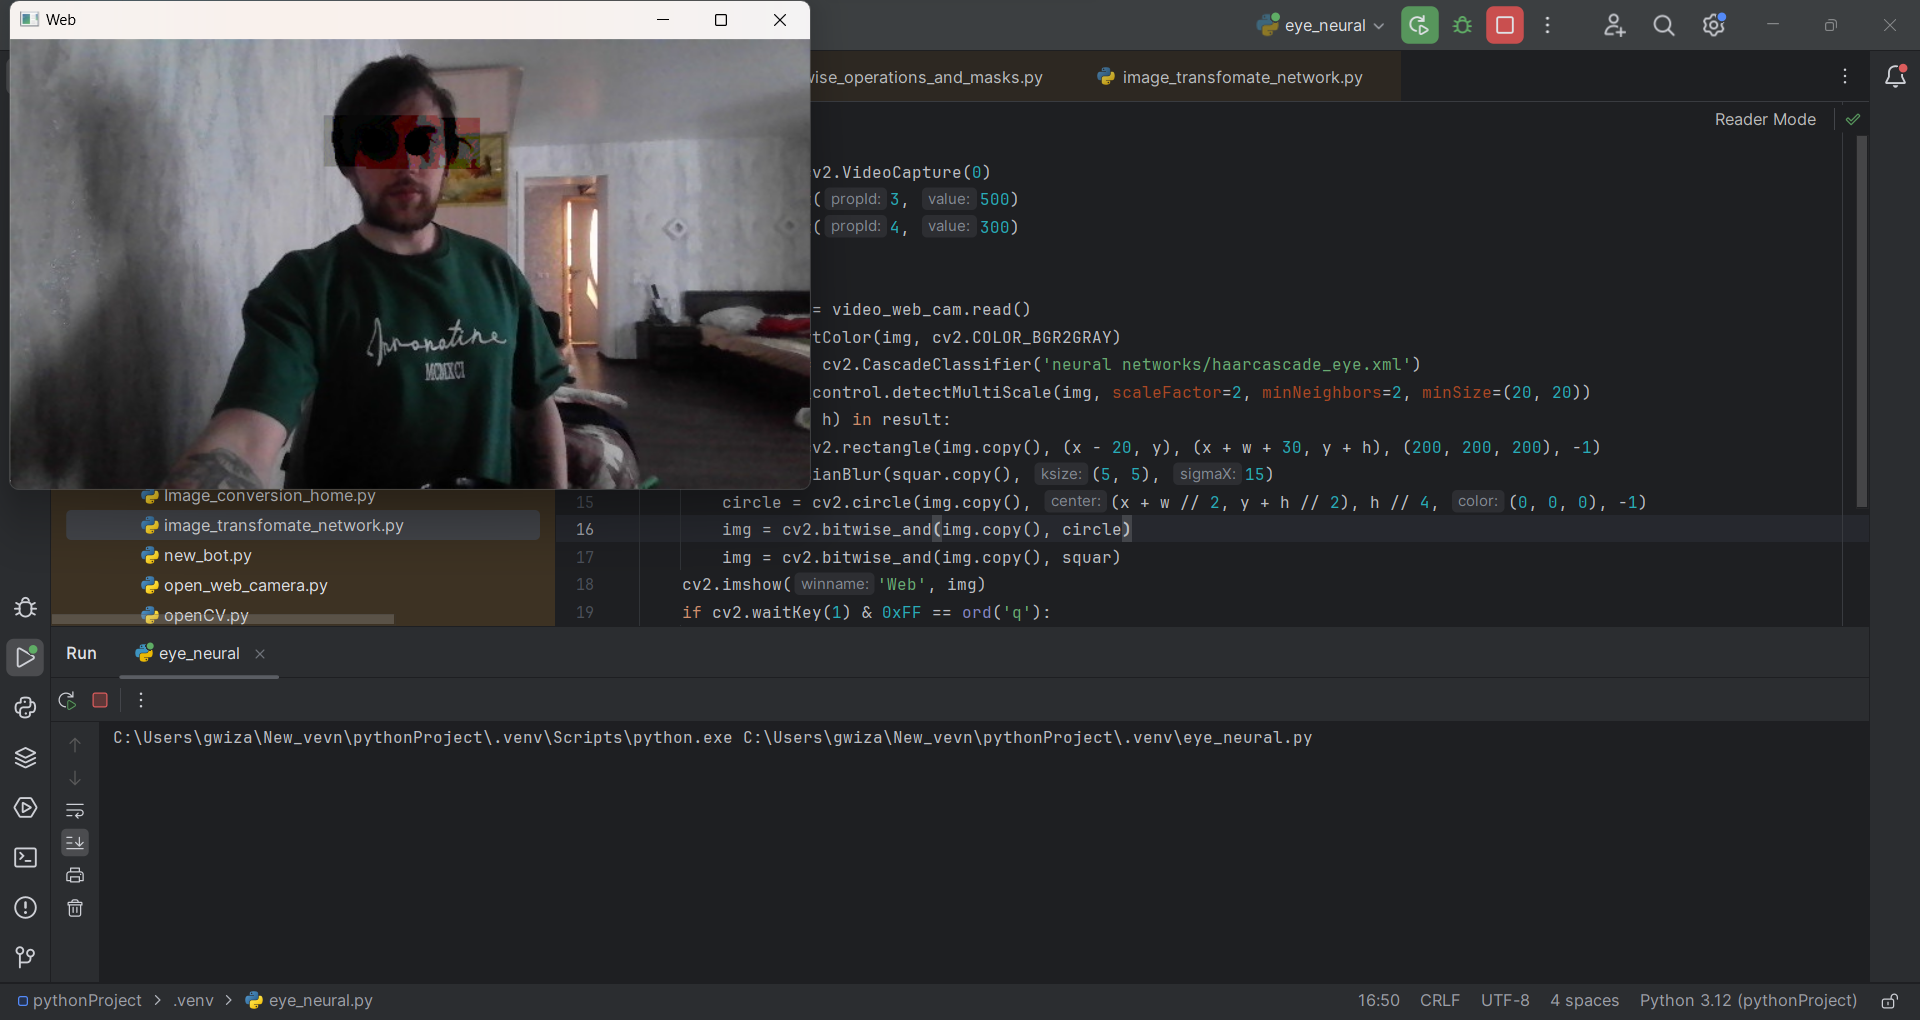 Web
eye_neural
wise_operations_and_masks.py
image_transfomate_network.py
Reader Mode
v2.VideoCapture(0)
( propId: 3, value: 500)
( propId: 4, value: 300)
= video_web_cam.read()
tColor(img, cv2.COLOR_BGR2GRAY)
cv2.CascadeClassifier('neural networks/haarcascade_eye.xml')
control.detectMultiScale(img, scaleFactor=2, minNeighbors=2, minSize=(20, 20))
h) in result:
v2.rectangle(img.copy(), (x - 20, y), (x + w + 30, y + h), (200, 200, 200), -1)
ianBlur(squar.copy(), ksize: (5, 5), sigmaX: 15)
15 circle = cv2.circle(img.copy(), center: (x + w // 2, y + h // 2), h // 4, color: (0, 0, 0), -1)
16 img = cv2.bitwise_and(img.copy(), circle)
17 img = cv2.bitwise_and(img.copy(), squar)
18 cv2.imshow( winname: 'Web', img)
19 if cv2.waitKey(1) & 0xFF == ord('q'):
MCMXCI
Image_conversion_home.py
image_transfomate_network.py
new_bot.py
open_web_camera.py
openCV.py
Run
eye_neural
C:\Users\gwiza\New_vevn\pythonProject\.venv\Scripts\python.exe C:\Users\gwiza\New_vevn\pythonProject\.venv\eye_neural.py
pythonProject > .venv > eye_neural.py
16:50 CRLF UTF-8 4 spaces Python 3.12 (pythonProject)